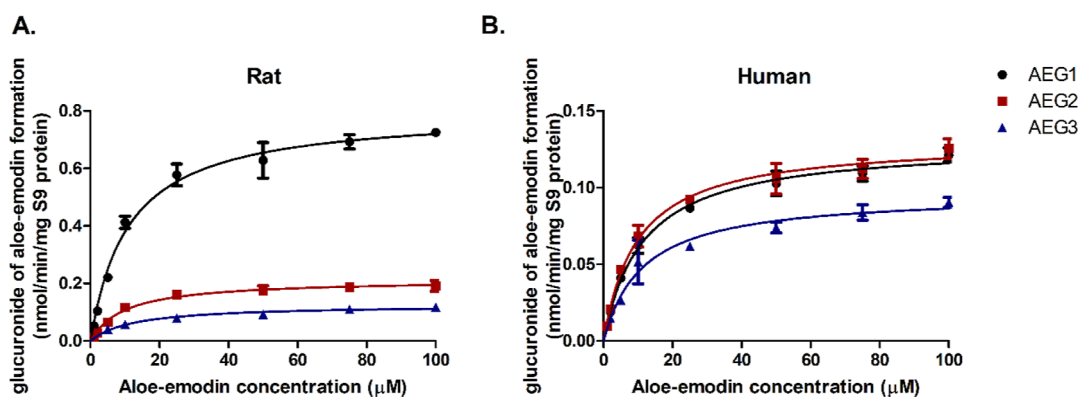 A.
Rat
glucuronide of aloe-emodin formation
(nmol/min/mg S9 protein)
0.8
0.6
0.4
0.2
0.0
0
20
40
60
80
100
Aloe-emodin concentration (μM)
B.
Human
glucuronide of aloe-emodin formation
(nmol/min/mg S9 protein)
0.15
0.10
0.05
0.00
0
20
40
60
80
100
Aloe-emodin concentration (μM)
AEG1
AEG2
AEG3